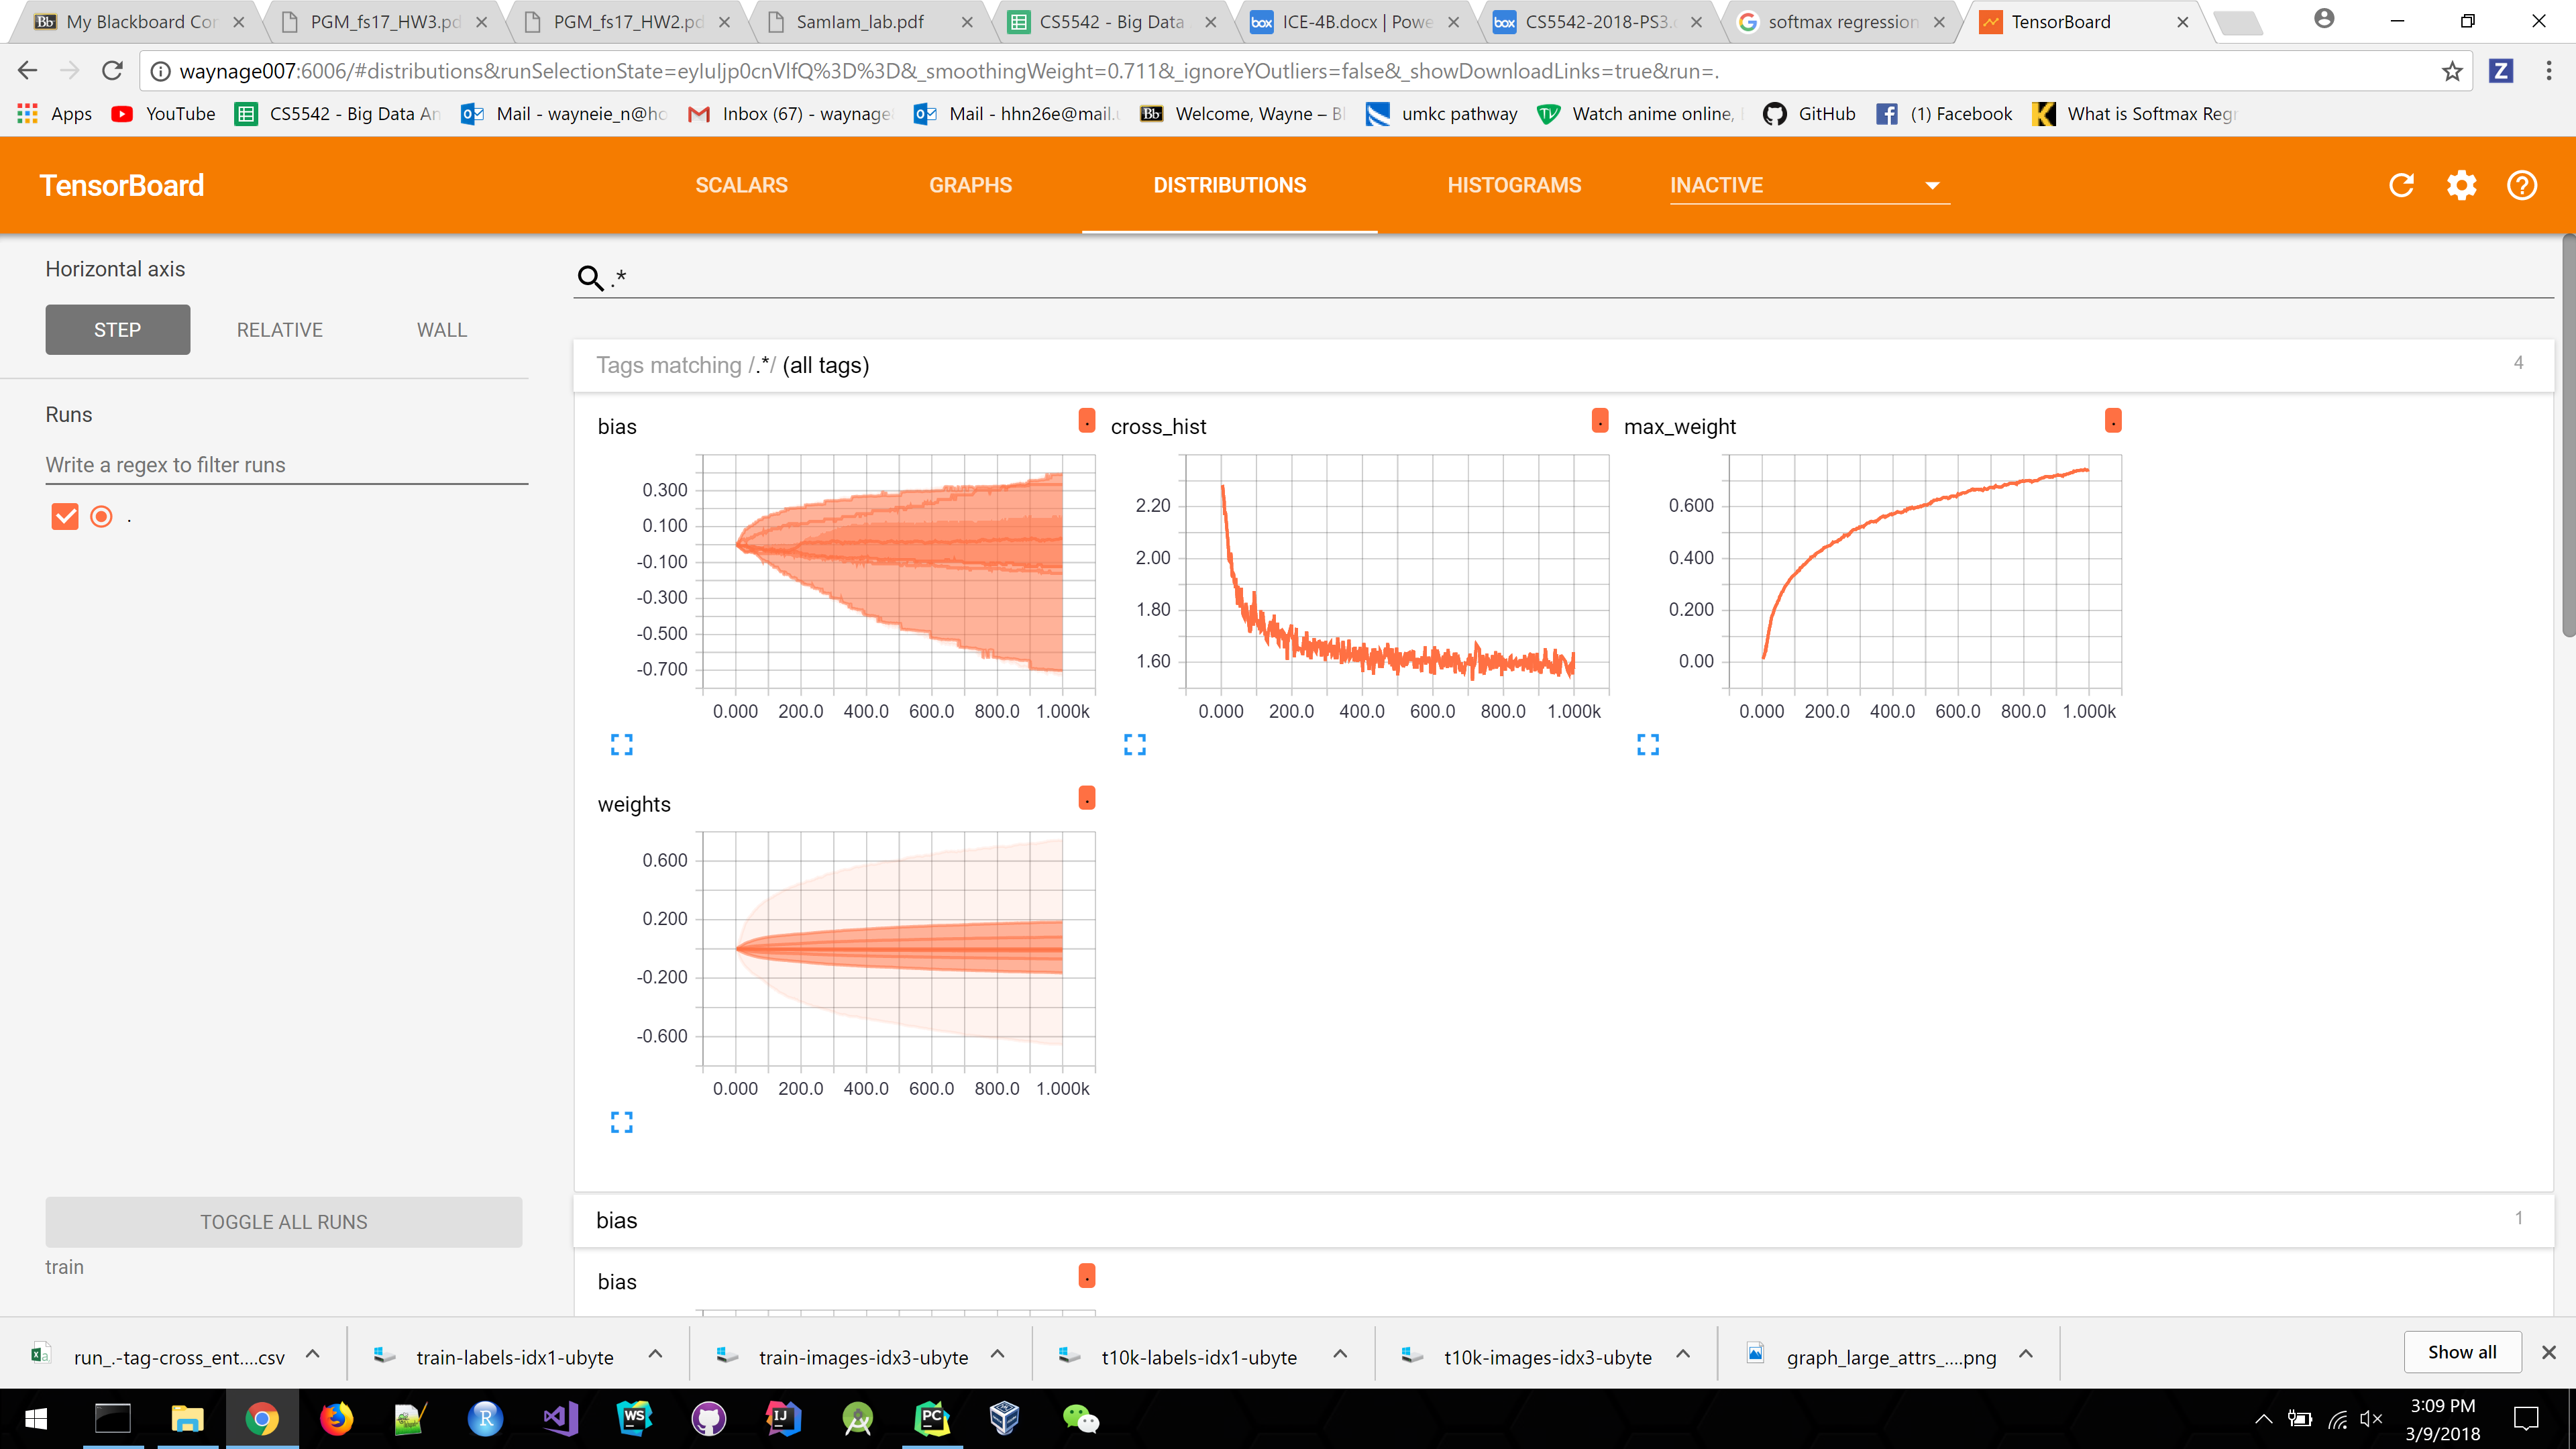 My Blackboard Cor
PGM_fs17_HW3.pd
PGM_fs17_HW2.pd
Samlam_lab.pdf
CS5542 - Big Data
ICE-4B.docx | Powe
CS5542-2018-PS3.
softmax regression
TensorBoard
waynage007:6006/#distributions&runSelectionState=eyIuIjp0cnVlfQ%3D%3D&_smoothingWeight=0.711&_ignoreYOutliers=false&_showDownloadLinks=true&run=.
Apps
YouTube
CS5542 - Big Data An
Mail - wayneie_n@ho
Inbox (67) - waynage
Mail - hhn26e@mail.
Welcome, Wayne – Bl
umkc pathway
Watch anime online,
GitHub
(1) Facebook
What is Softmax Regr
TensorBoard
SCALARS
GRAPHS
DISTRIBUTIONS
HISTOGRAMS
INACTIVE
Horizontal axis
STEP
RELATIVE
WALL
Runs
Write a regex to filter runs
.
TOGGLE ALL RUNS
train
.*
Tags matching /.*/ (all tags)
4
bias
.
0.300
0.100
-0.100
-0.300
-0.500
-0.700
0.000 200.0 400.0 600.0 800.0 1.000k
cross_hist
.
2.20
2.00
1.80
1.60
0.000 200.0 400.0 600.0 800.0 1.000k
max_weight
.
0.600
0.400
0.200
0.00
0.000 200.0 400.0 600.0 800.0 1.000k
weights
.
0.600
0.200
-0.200
-0.600
0.000 200.0 400.0 600.0 800.0 1.000k
bias
1
bias
.
run_.-tag-cross_ent....csv
train-labels-idx1-ubyte
train-images-idx3-ubyte
t10k-labels-idx1-ubyte
t10k-images-idx3-ubyte
graph_large_attrs_....png
Show all
3:09 PM
3/9/2018